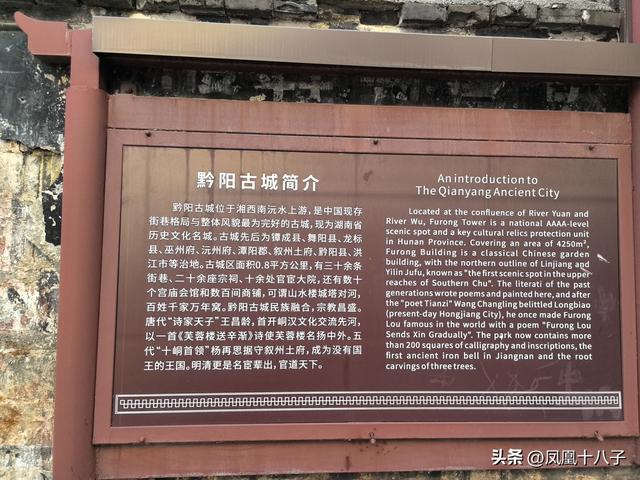 黔阳古城简介
黔阳古城位于湘西南沅水上游，是中国现存
街巷格局与整体风貌最为完好的古城，现为湖南省
历史文化名城。古城先后为镡成县、舞阳县、龙标
县、巫州府、沅州府、潭阳郡、叙州土府、黔阳县、洪
江市等治地。古城区面积0.8平方公里，有三十余条
街巷、二十余座宗祠、十余处官宦大院，还有数十
个宫庙会馆和数百间商铺，可谓山水楼城塔对河，
百姓千家万年窝。黔阳古城民族融合，宗教昌盛。
唐代“诗家天子”王昌龄，首开峒汉文化交流先河，
以一首《芙蓉楼送辛渐》诗使芙蓉楼名扬中外。五
代“十峒首领”杨再思据守叙州土府，成为没有国
王的王国。明清更是名宦辈出，官道天下。
An introduction to
The Qianyang Ancient City
Located at the confluence of River Yuan and
River Wu, Furong Tower is a national AAAA-level
scenic spot and a key cultural relics protection unit
in Hunan Province. Covering an area of 4250m²,
Furong Building is a classical Chinese garden
building, with the northern outline of Linjiang and
Yilin Jufu, known as "the first scenic spot in the upper
reaches of Southern Chu". The literati of the past
generations wrote poems and painted here, and after
the "poet Tianzi" Wang Changling belittled Longbiao
(present-day Hongjiang City), he once made Furong
Lou famous in the world with a poem "Furong Lou
Sends Xin Gradually". The park now contains more
than 200 squares of calligraphy and inscriptions, the
first ancient iron bell in Jiangnan and the root
carvings of three trees.
头条 @凤凰十八子